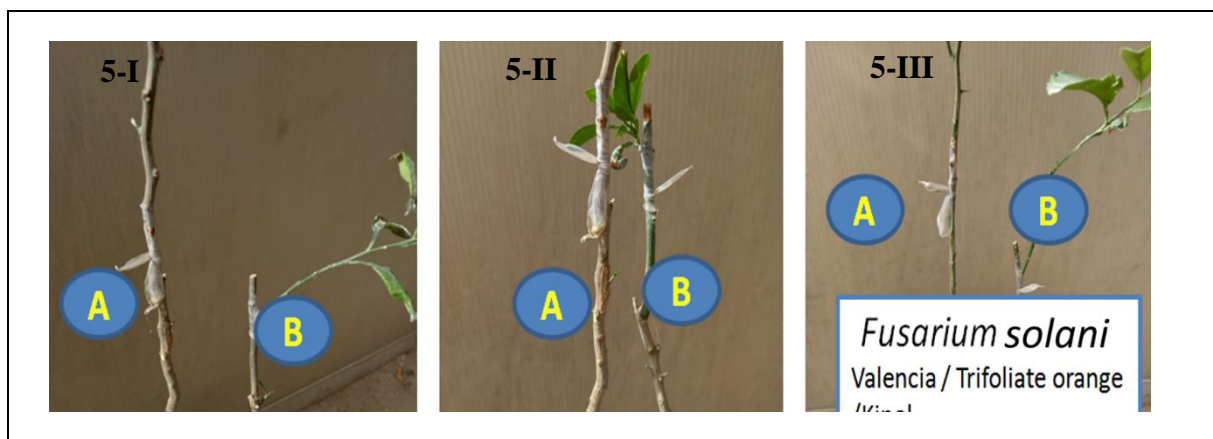 5-I
A
B
5-II
A
B
5-III
A
B
Fusarium solani
Valencia / Trifoliate orange